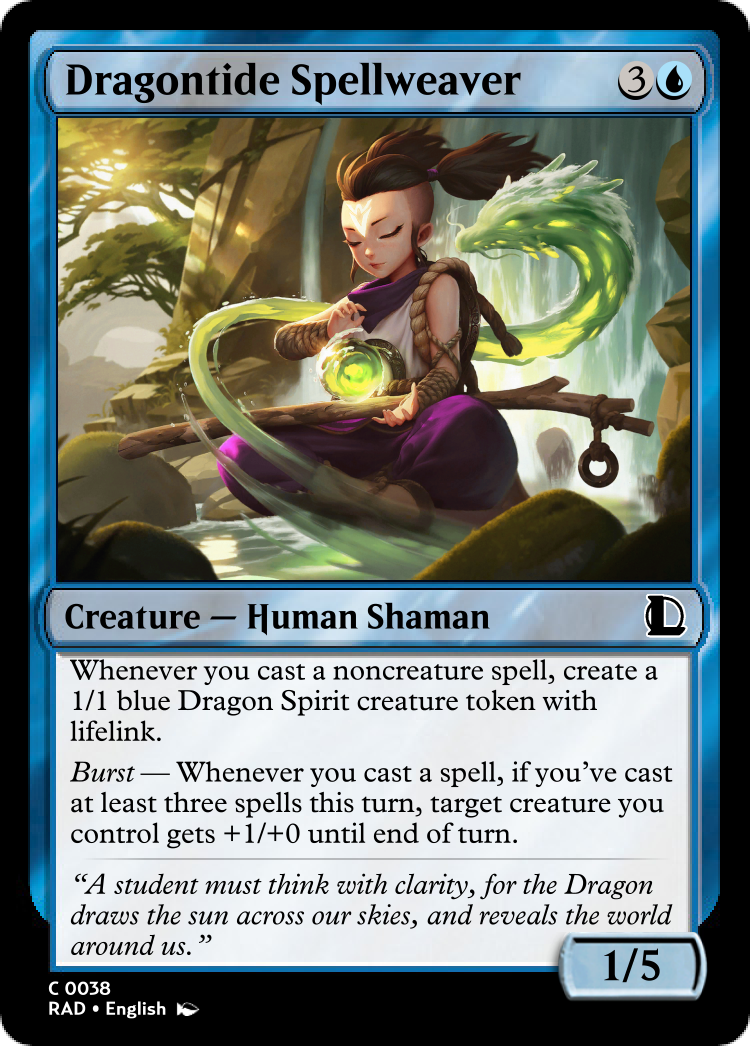 Dragontide Spellweaver 3
Creature — Human Shaman
Whenever you cast a noncreature spell, create a
1/1 blue Dragon Spirit creature token with
lifelink.
Burst — Whenever you cast a spell, if you've cast
at least three spells this turn, target creature you
control gets +1/+0 until end of turn.
“A student must think with clarity, for the Dragon
draws the sun across our skies, and reveals the world
around us.”
1/5
C 0038
RAD • English